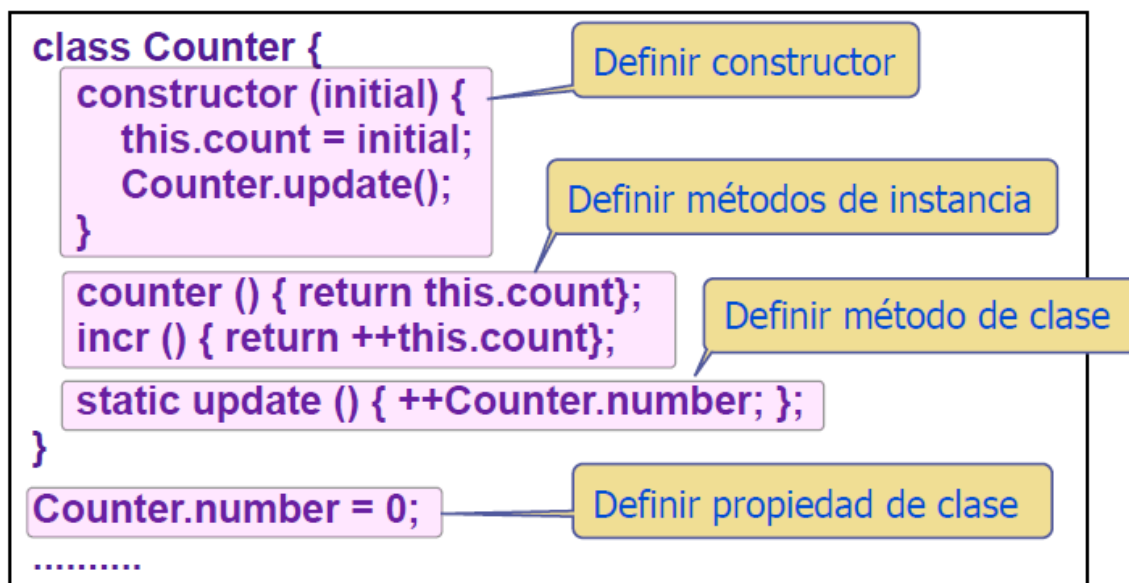 class Counter {
Definir constructor
constructor (initial) {
this.count = initial;
Counter.update();
}
Definir métodos de instancia
counter () { return this.count};
incr () { return ++this.count};
Definir método de clase
static update () { ++Counter.number; };
}
Counter.number = 0;
Definir propiedad de clase
..........